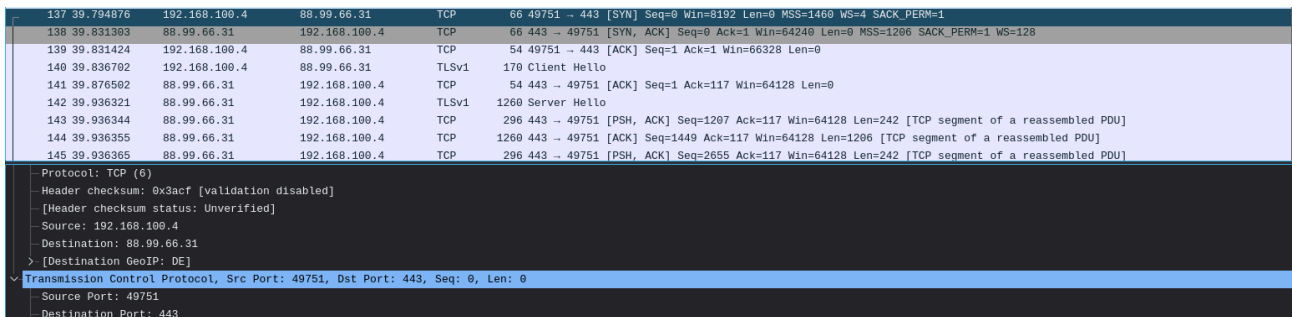 137 39.794876 192.168.100.4 88.99.66.31 TCP 66 49751 → 443 [SYN] Seq=0 Win=8192 Len=0 MSS=1460 WS=4 SACK_PERM=1
138 39.831303 88.99.66.31 192.168.100.4 TCP 66 443 → 49751 [SYN, ACK] Seq=0 Ack=1 Win=64240 Len=0 MSS=1206 SACK_PERM=1 WS=128
139 39.831424 192.168.100.4 88.99.66.31 TCP 54 49751 → 443 [ACK] Seq=1 Ack=1 Win=66328 Len=0
140 39.836702 192.168.100.4 88.99.66.31 TLSv1 170 Client Hello
141 39.876502 88.99.66.31 192.168.100.4 TCP 54 443 → 49751 [ACK] Seq=1 Ack=117 Win=64128 Len=0
142 39.936321 88.99.66.31 192.168.100.4 TLSv1 1260 Server Hello
143 39.936344 88.99.66.31 192.168.100.4 TCP 296 443 → 49751 [PSH, ACK] Seq=1207 Ack=117 Win=64128 Len=242 [TCP segment of a reassembled PDU]
144 39.936355 88.99.66.31 192.168.100.4 TCP 1260 443 → 49751 [ACK] Seq=1449 Ack=117 Win=64128 Len=1206 [TCP segment of a reassembled PDU]
145 39.936365 88.99.66.31 192.168.100.4 TCP 296 443 → 49751 [PSH, ACK] Seq=2655 Ack=117 Win=64128 Len=242 [TCP segment of a reassembled PDU]
Protocol: TCP (6)
Header checksum: 0x3acf [validation disabled]
[Header checksum status: Unverified]
Source: 192.168.100.4
Destination: 88.99.66.31
[Destination GeoIP: DE]
Transmission Control Protocol, Src Port: 49751, Dst Port: 443, Seq: 0, Len: 0
Source Port: 49751
Destination Port: 443